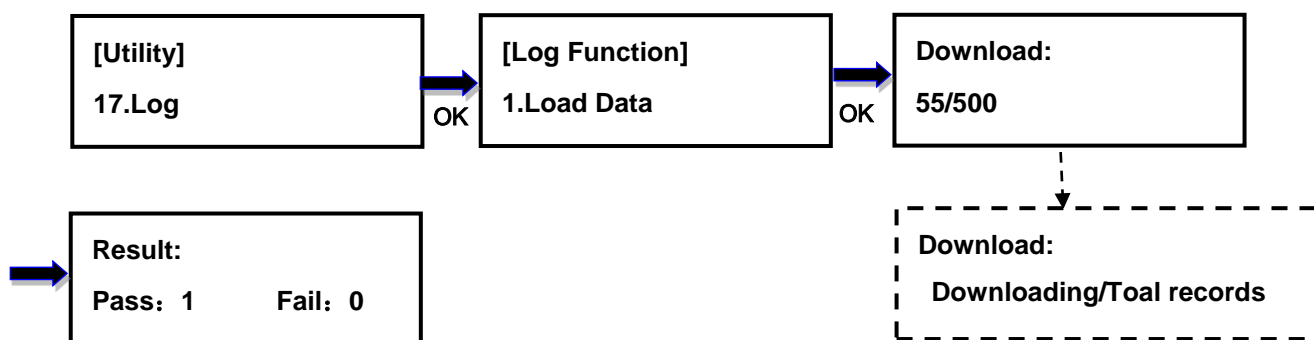 [Utility]
17.Log
OK
[Log Function]
1.Load Data
OK
Download:
55/500
Result:
Pass：1 Fail：0
Download:
Downloading/Toal records